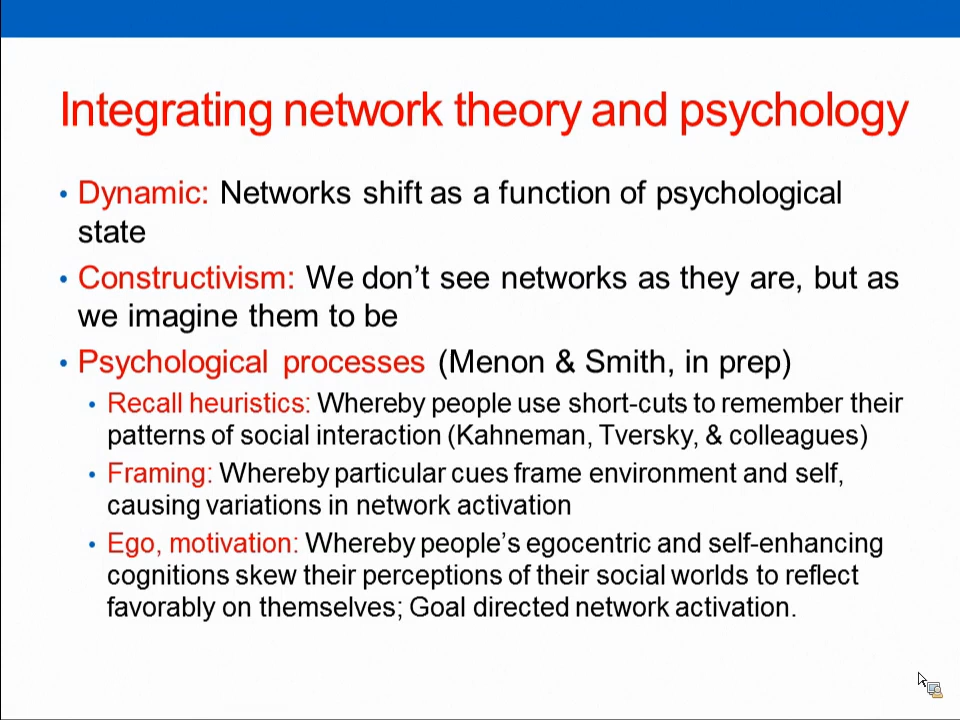 Integrating network theory and psychology
• Dynamic: Networks shift as a function of psychological
state
• Constructivism: We don’t see networks as they are, but as
we imagine them to be
• Psychological processes (Menon & Smith, in prep)
• Recall heuristics: Whereby people use short-cuts to remember their
patterns of social interaction (Kahneman, Tversky, & colleagues)
• Framing: Whereby particular cues frame environment and self,
causing variations in network activation
• Ego, motivation: Whereby people’s egocentric and self-enhancing
cognitions skew their perceptions of their social worlds to reflect
favorably on themselves; Goal directed network activation.